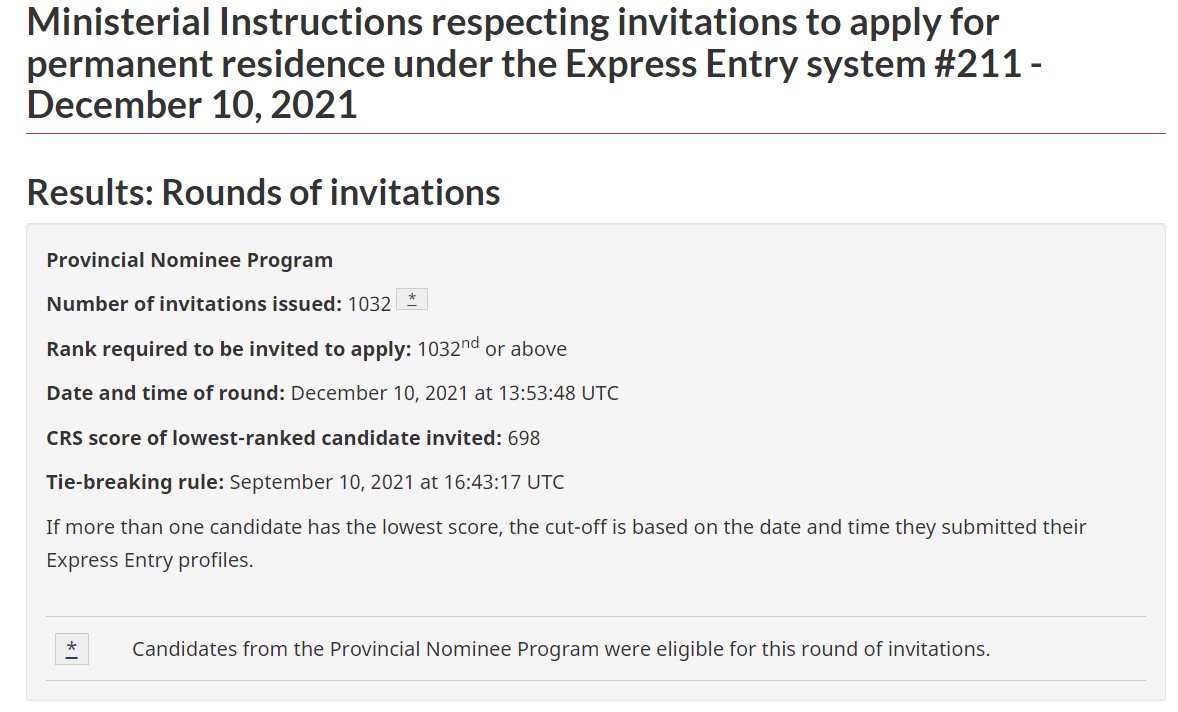 Ministerial Instructions respecting invitations to apply for
permanent residence under the Express Entry system #211 -
December 10, 2021
Results: Rounds of invitations
Provincial Nominee Program
Number of invitations issued: 1032 *
Rank required to be invited to apply: 1032nd or above
Date and time of round: December 10, 2021 at 13:53:48 UTC
CRS score of lowest-ranked candidate invited: 698
Tie-breaking rule: September 10, 2021 at 16:43:17 UTC
If more than one candidate has the lowest score, the cut-off is based on the date and time they submitted their
Express Entry profiles.
* Candidates from the Provincial Nominee Program were eligible for this round of invitations.